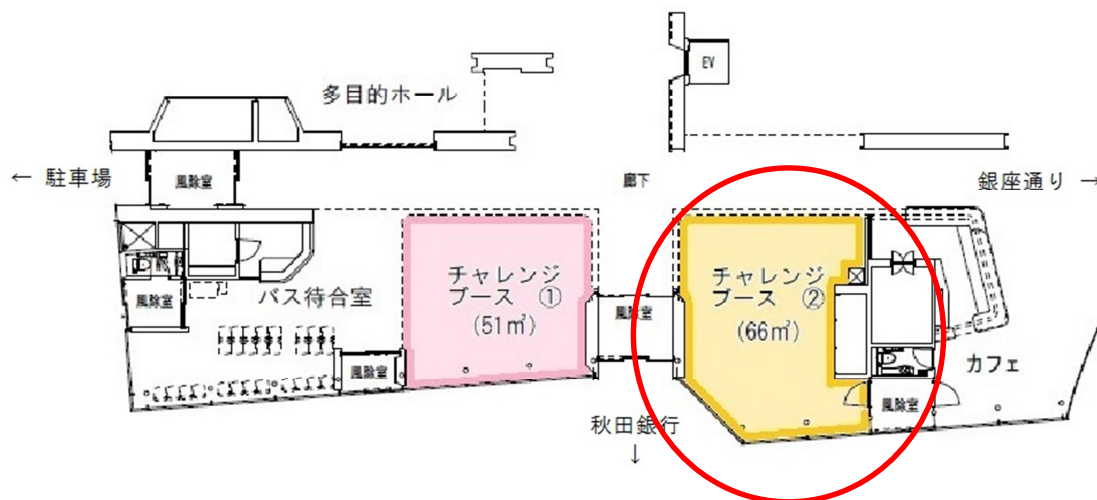 多目的ホール
EV
← 駐車場
風除室
廊下
銀座通り →
チャレンジ
ブース ①
(51㎡)
チャレンジ
ブース ②
(66㎡)
バス待合室
風除室
風除室
風除室
風除室
カフェ
秋田銀行
↓